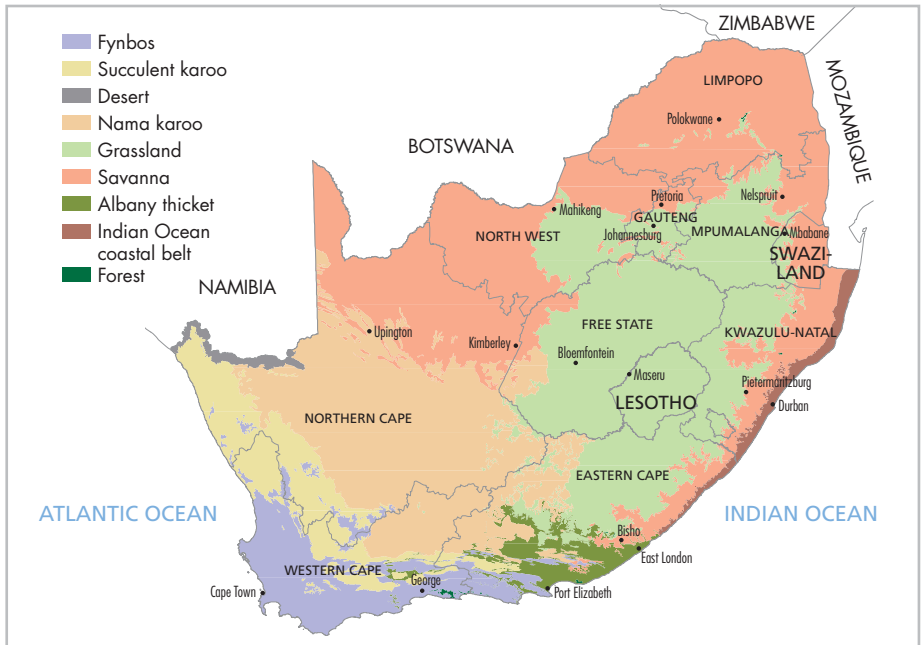 Fynbos
Succulent karoo
Desert
Nama karoo
Grassland
Savanna
Albany thicket
Indian Ocean
coastal belt
Forest
ZIMBABWE
MOZAMBIQUE
BOTSWANA
NAMIBIA
LIMPOPO
Polokwane
Pretoria
Nelspruit
Mahikeng
GAUTENG
Johannesburg
MPUMALANGA
Mbabane
NORTH WEST
SWAZI-
LAND
Upington
Kimberley
FREE STATE
KWAZULU-NATAL
Bloemfontein
Maseru
Pietermaritzburg
LESOTHO
Durban
NORTHERN CAPE
EASTERN CAPE
ATLANTIC OCEAN
INDIAN OCEAN
Bisho
East London
WESTERN CAPE
George
Cape Town
Port Elizabeth